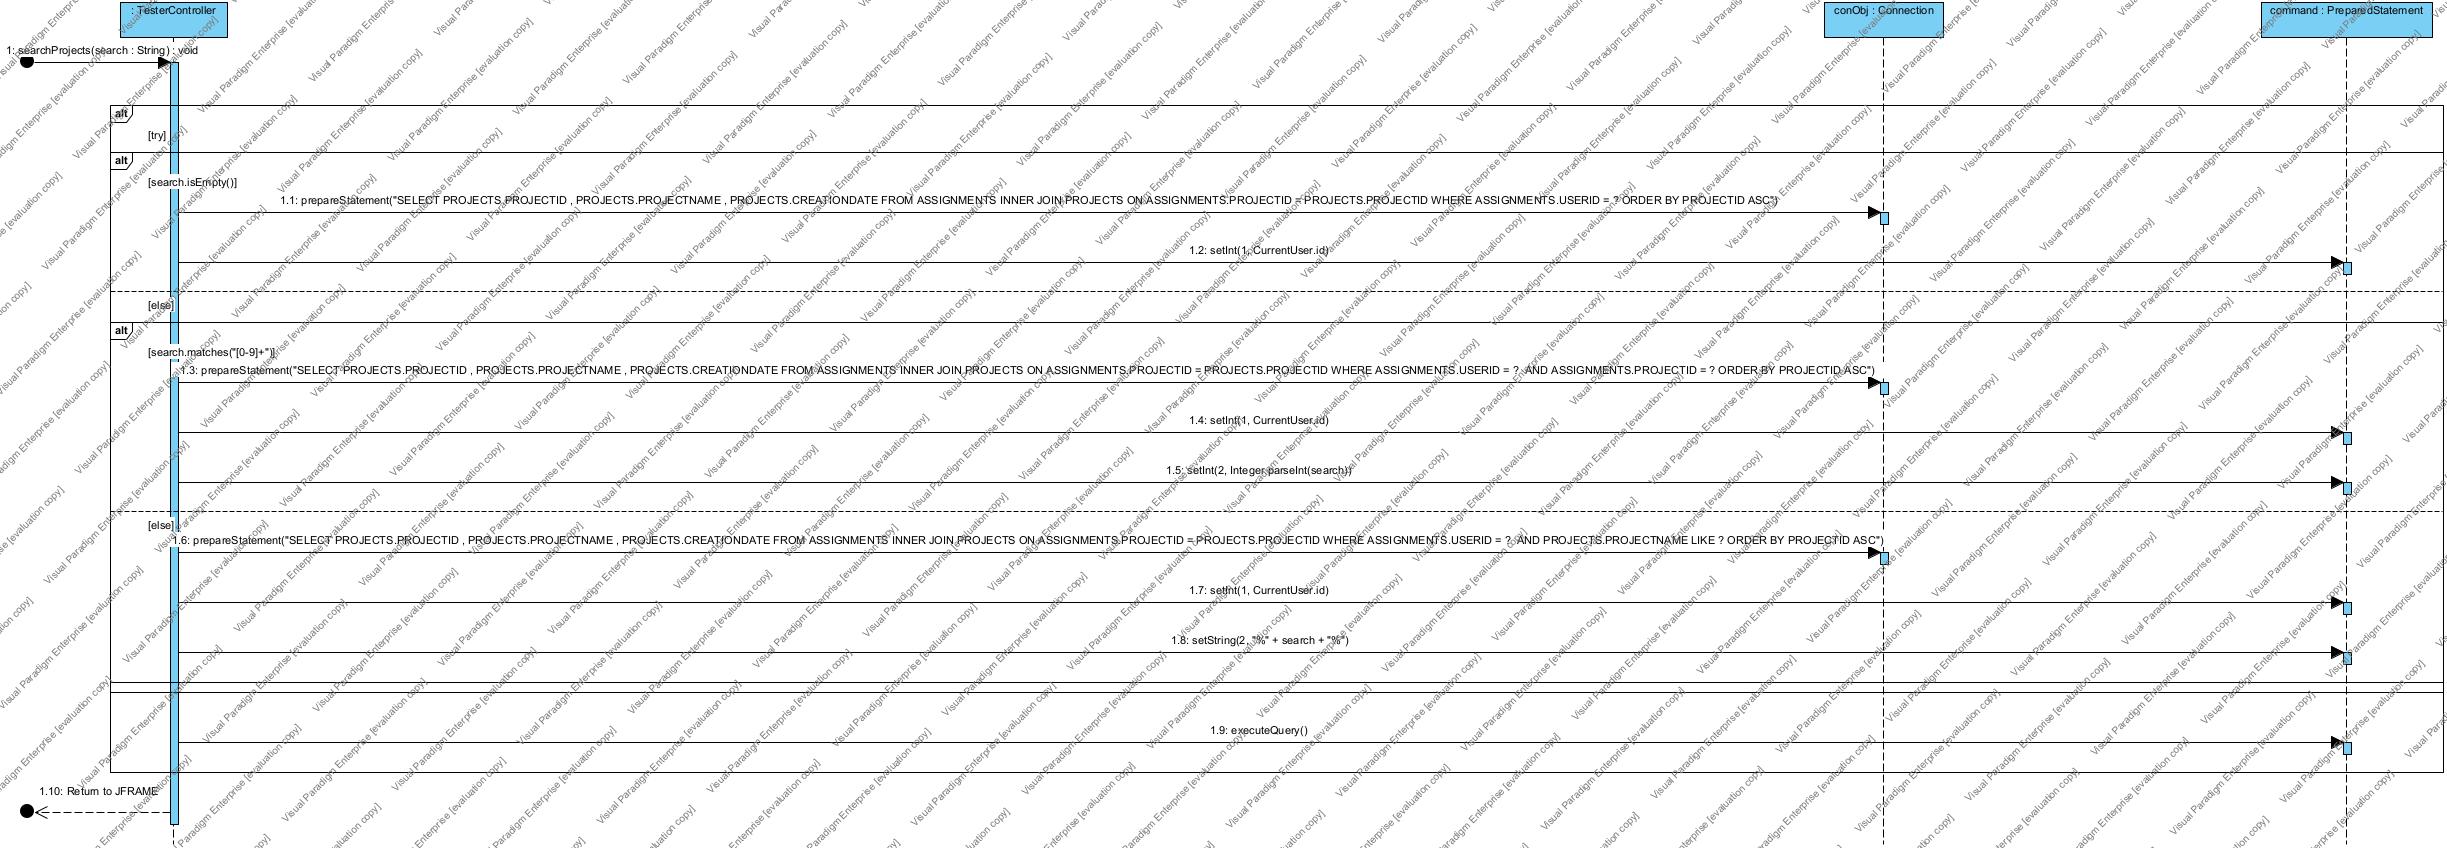 : TesterController
conObj : Connection
command : PreparedStatement
1: searchProjects(search : String) : void
alt
[try]
alt
[search.isEmpty()]
1.1: prepareStatement("SELECT PROJECTS.PROJECTID , PROJECTS.PROJECTNAME , PROJECTS.CREATIONDATE FROM ASSIGNMENTS INNER JOIN PROJECTS ON ASSIGNMENTS.PROJECTID = PROJECTS.PROJECTID WHERE ASSIGNMENTS.USERID = ? ORDER BY PROJECTID ASC")
1.2: setInt(1, CurrentUser.id)
[else]
alt
[search.matches("[0-9]+")]
1.3: prepareStatement("SELECT PROJECTS.PROJECTID , PROJECTS.PROJECTNAME , PROJECTS.CREATIONDATE FROM ASSIGNMENTS INNER JOIN PROJECTS ON ASSIGNMENTS.PROJECTID = PROJECTS.PROJECTID WHERE ASSIGNMENTS.USERID = ? AND ASSIGNMENTS.PROJECTID = ? ORDER BY PROJECTID ASC")
1.4: setInt(1, CurrentUser.id)
1.5: setInt(2, Integer.parseInt(search))
[else]
1.6: prepareStatement("SELECT PROJECTS.PROJECTID , PROJECTS.PROJECTNAME , PROJECTS.CREATIONDATE FROM ASSIGNMENTS INNER JOIN PROJECTS ON ASSIGNMENTS.PROJECTID = PROJECTS.PROJECTID WHERE ASSIGNMENTS.USERID = ? AND PROJECTS.PROJECTNAME LIKE ? ORDER BY PROJECTID ASC")
1.7: setInt(1, CurrentUser.id)
1.8: setString(2, "%" + search + "%")
1.9: executeQuery()
1.10: Return to JFRAME
Visual Paradigm Enterprise [evaluation copy]